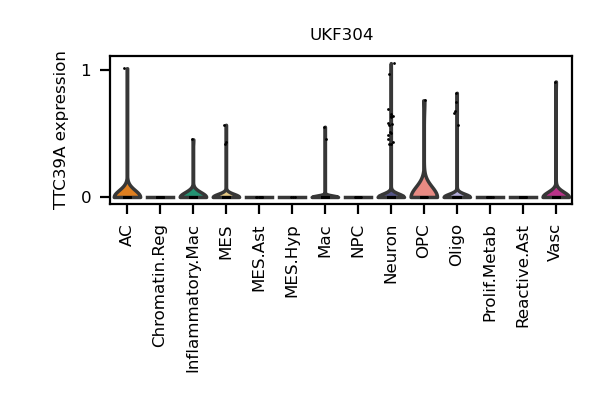 UKF304
TTC39A expression
1
0
AC
Chromatin.Reg
Inflammatory.Mac
MES
MES.Ast
MES.Hyp
Mac
NPC
Neuron
OPC
Oligo
Prolif.Metab
Reactive.Ast
Vasc